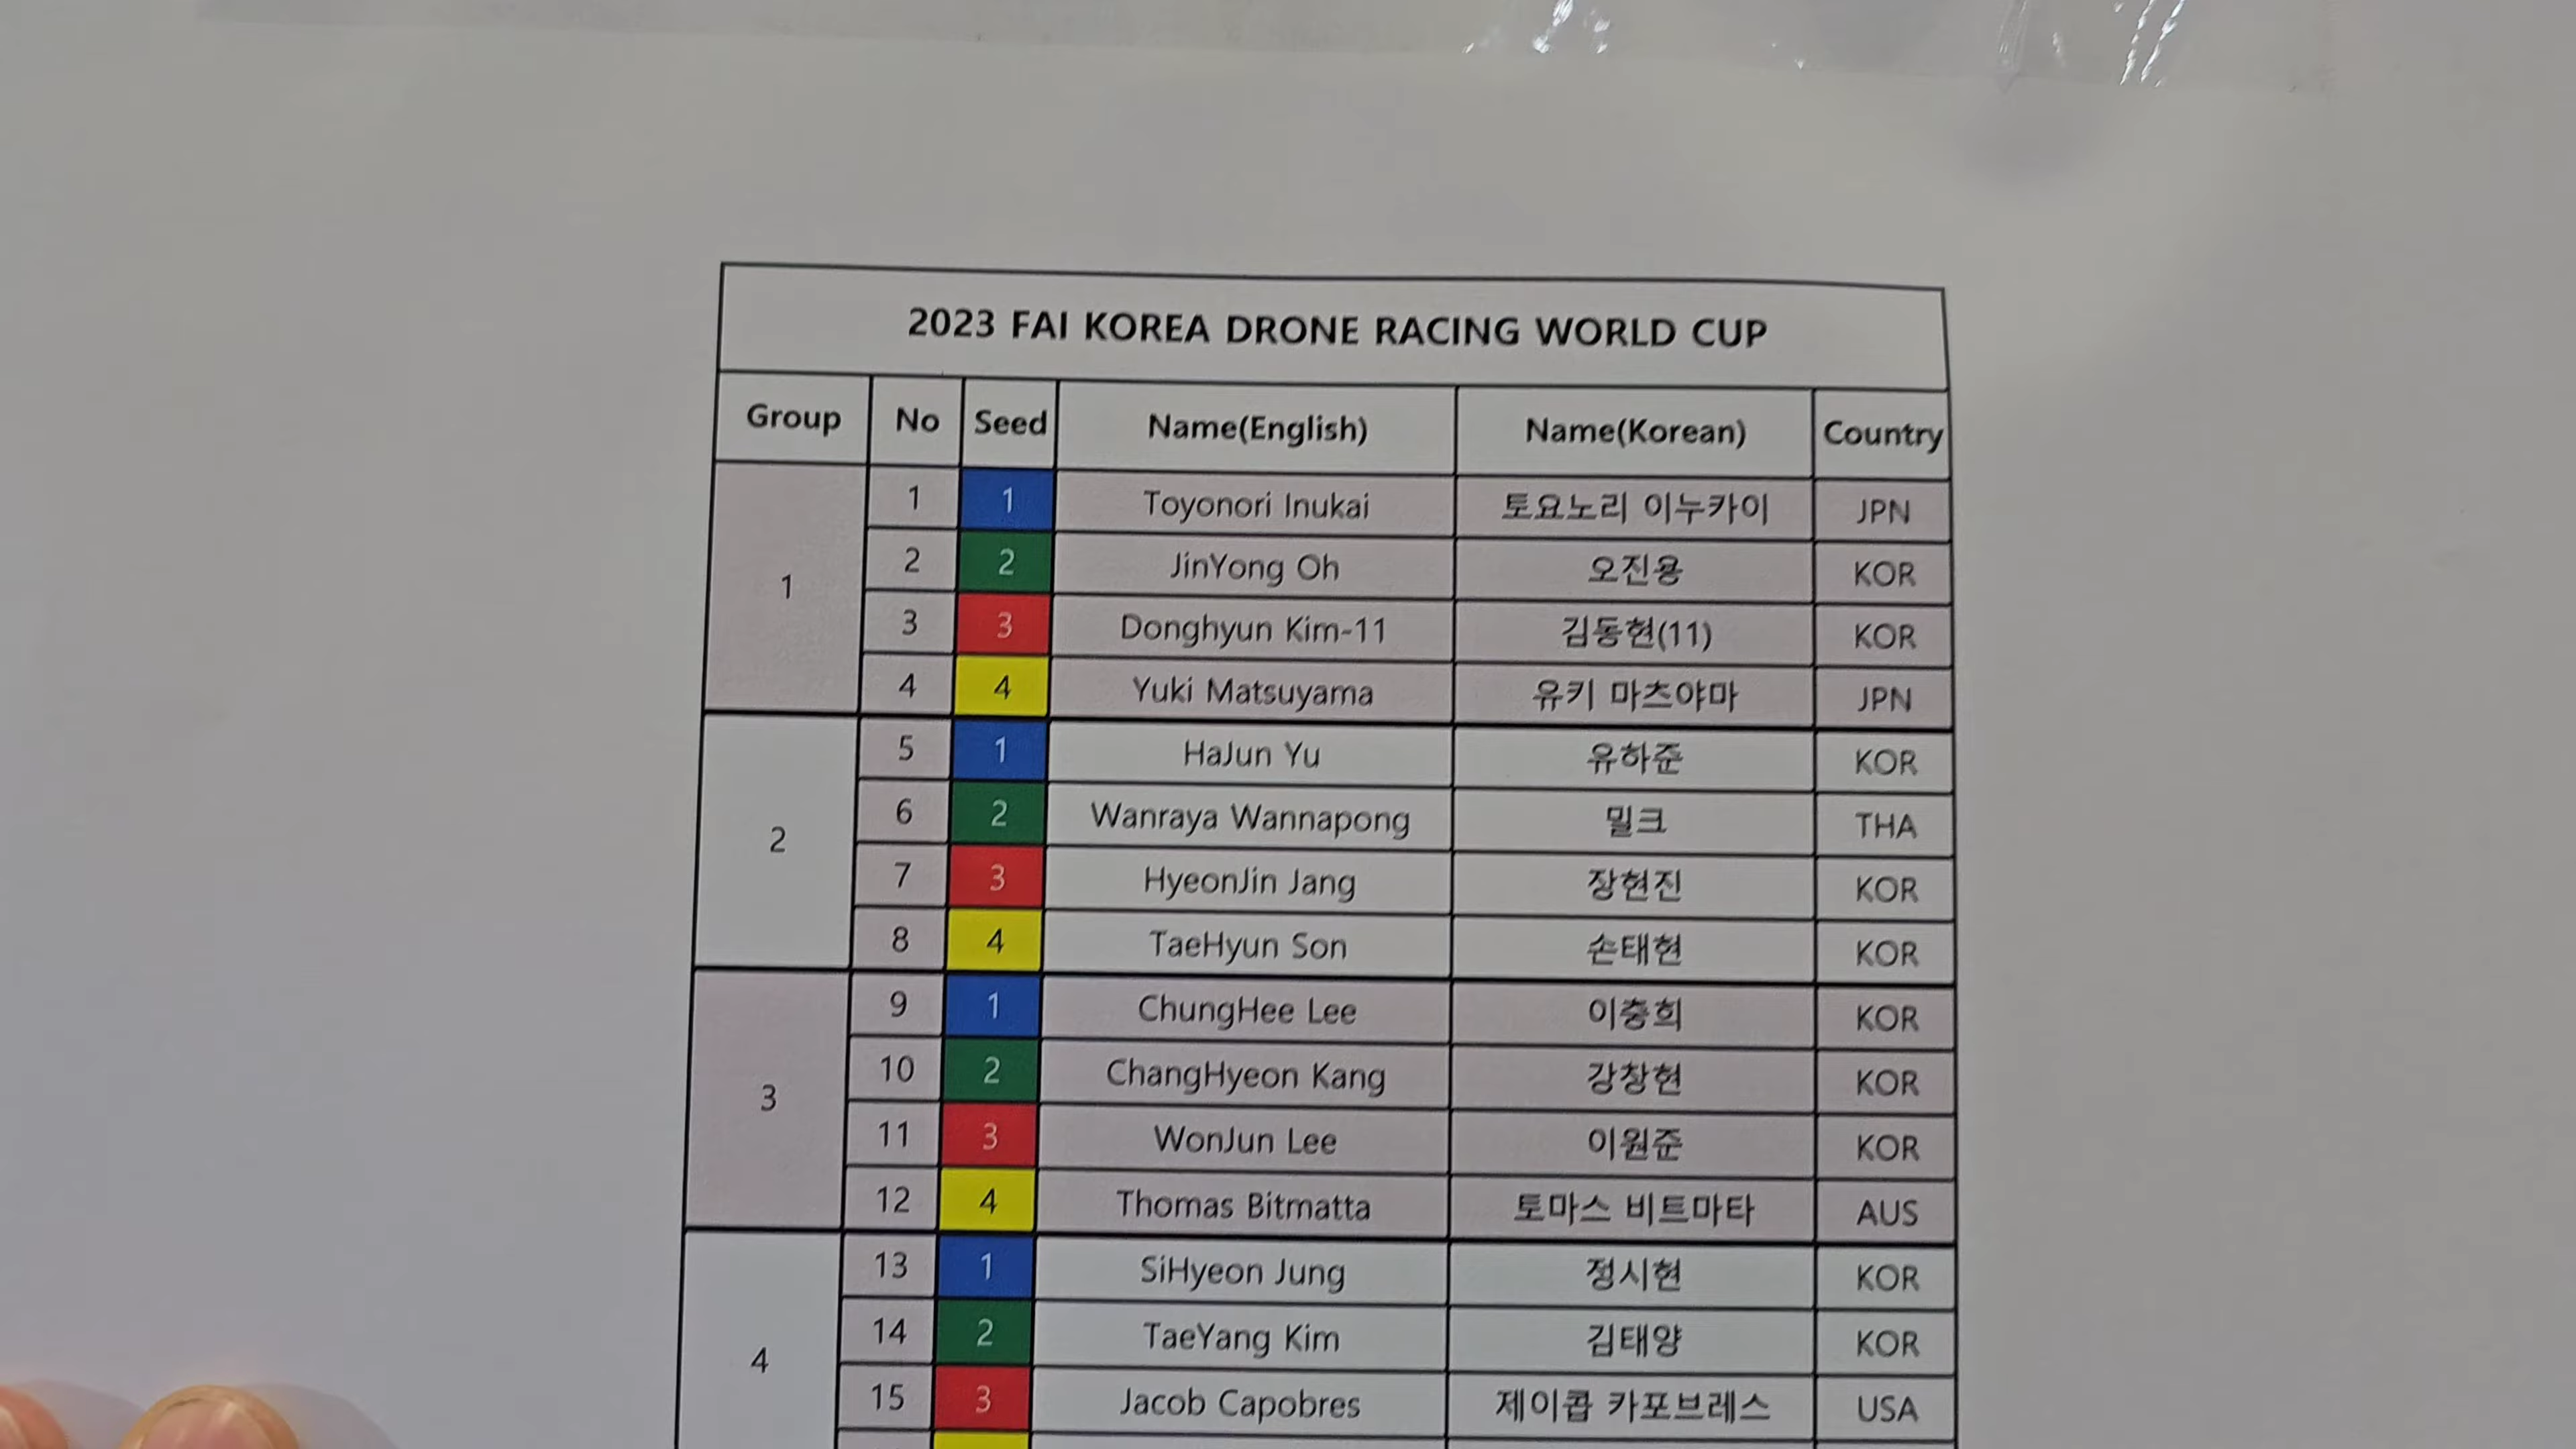 2023 FAI KOREA DRONE RACING WORLD CUP
Group No Seed Name(English) Name(Korean) Country
1
1 1 Toyonori Inukai 토요노리 이누카이 JPN
2 2 JinYong Oh 오진용 KOR
3 3 Donghyun Kim-11 김동현(11) KOR
4 4 Yuki Matsuyama 유키 마츠야마 JPN
2
5 1 HaJun Yu 유하준 KOR
6 2 Wanraya Wannapong 밀크 THA
7 3 HyeonJin Jang 장현진 KOR
8 4 TaeHyun Son 손태현 KOR
3
9 1 ChungHee Lee 이충희 KOR
10 2 ChangHyeon Kang 강창현 KOR
11 3 WonJun Lee 이원준 KOR
12 4 Thomas Bitmatta 토마스 비트마타 AUS
4
13 1 SiHyeon Jung 정시현 KOR
14 2 TaeYang Kim 김태양 KOR
15 3 Jacob Capobres 제이콥 카포브레스 USA